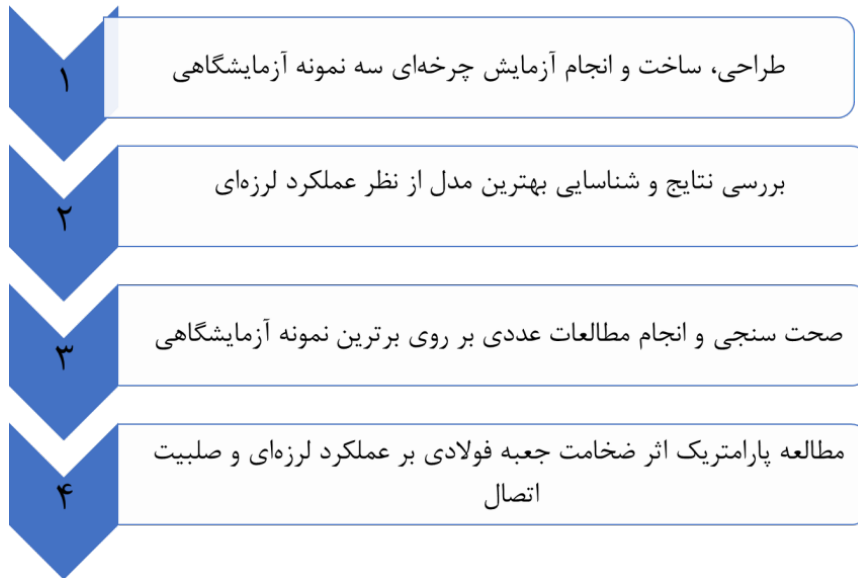 ۱
طراحی، ساخت و انجام آزمایش چرخه‌ای سه نمونه آزمایشگاهی
۲
بررسی نتایج و شناسایی بهترین مدل از نظر عملکرد لرزه‌ای
۳
صحت سنجی و انجام مطالعات عددی بر روی برترین نمونه آزمایشگاهی
۴
مطالعه پارامتریک اثر ضخامت جعبه فولادی بر عملکرد لرزه‌ای و صلبیت
اتصال